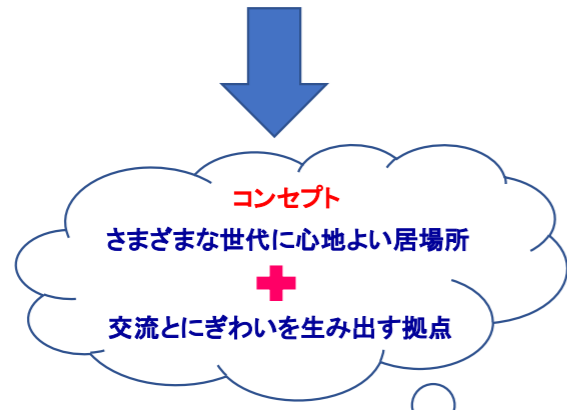 コンセプト
さまざまな世代に心地よい居場所
交流とにぎわいを生み出す拠点